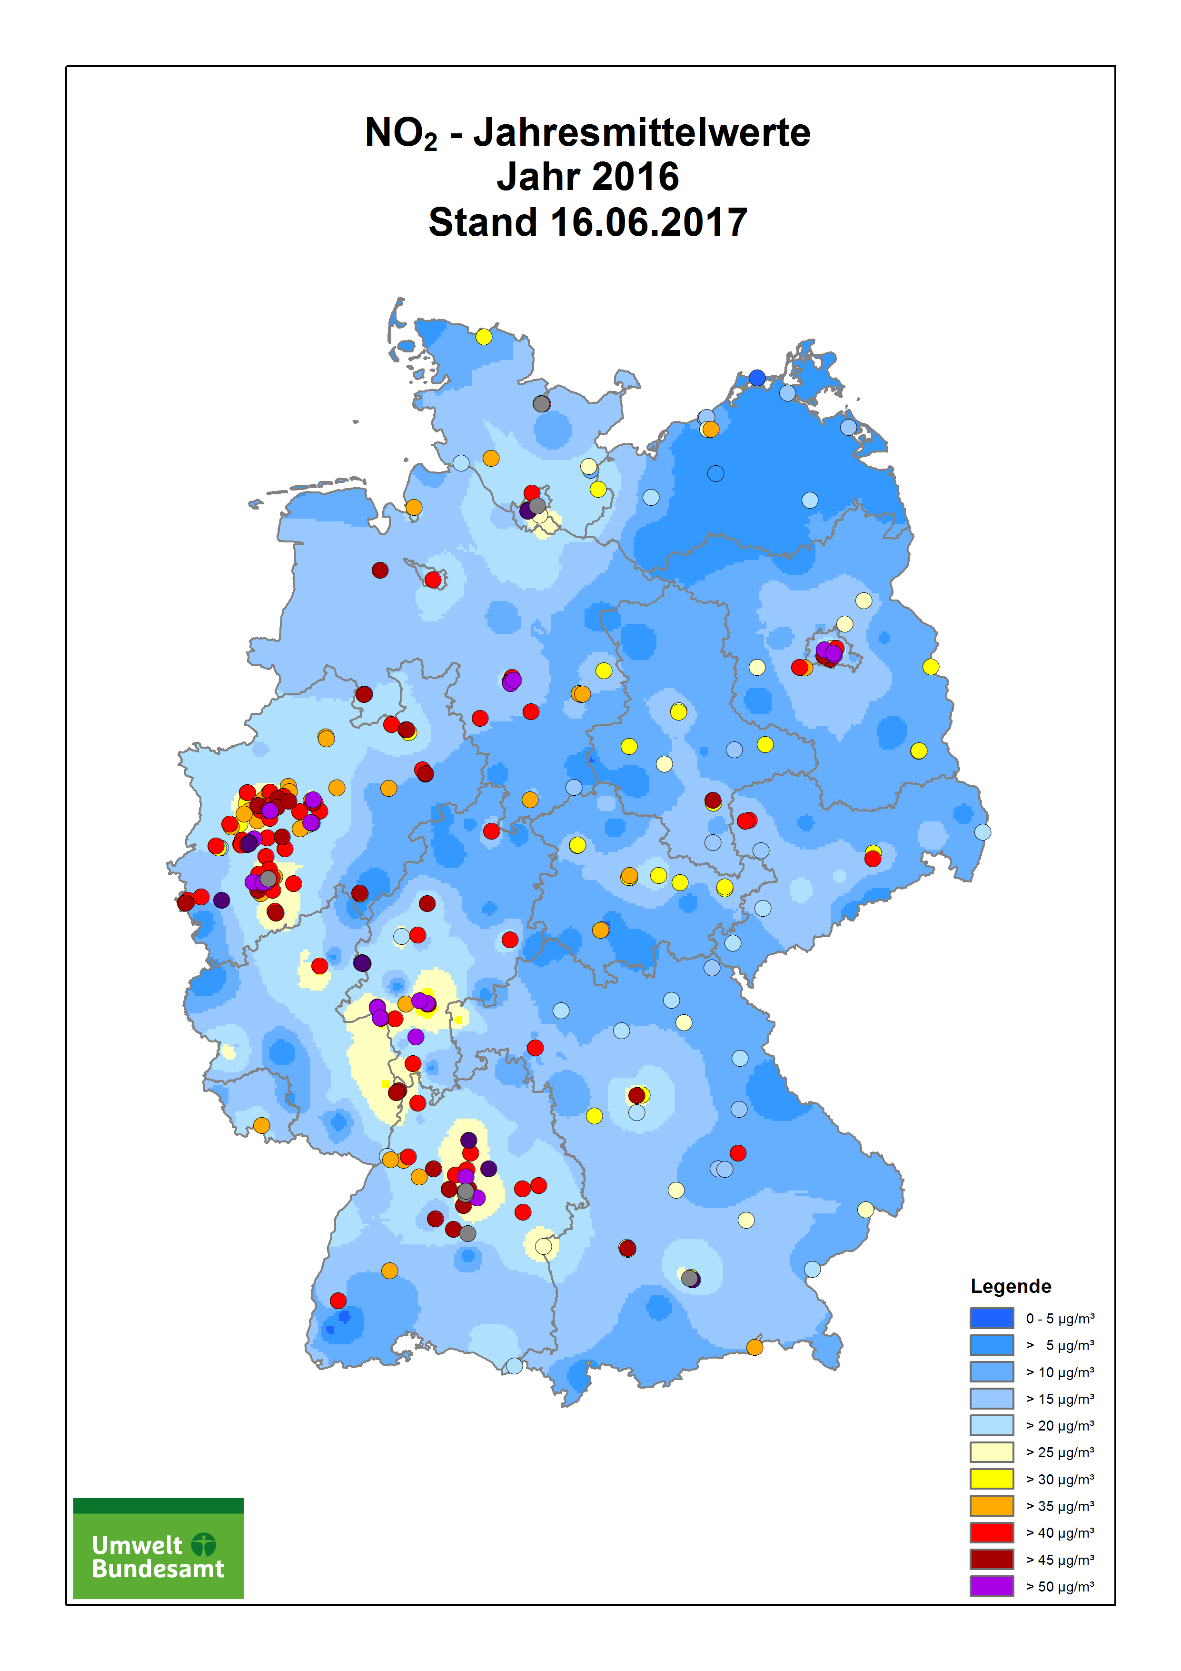 NO₂ - Jahresmittelwerte
Jahr 2016
Stand 16.06.2017
Legende
0 - 5 µg/m³
> 5 µg/m³
> 10 µg/m³
> 15 µg/m³
> 20 µg/m³
> 25 µg/m³
> 30 µg/m³
> 35 µg/m³
> 40 µg/m³
> 45 µg/m³
> 50 µg/m³
Umwelt
Bundesamt